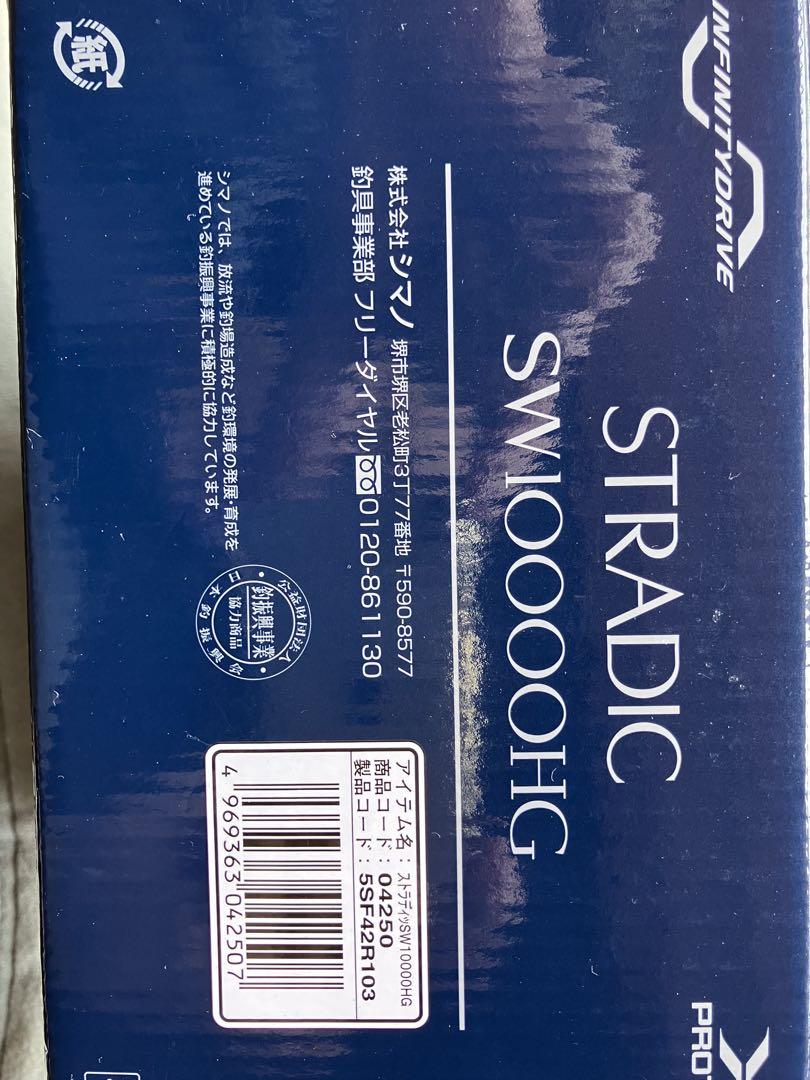 INFINITYDRIVE
PROT
STRADIC
SW10000HG
株式会社シマノ 堺市堺区老松町3丁77番地 〒590-8577
釣具事業部 フリーダイヤル 0120-861130
シマノでは、放流や釣場造成など釣環境の発展・育成を
進めている釣振興事業に積極的に協力しています。
公益財団法人
釣振興事業
協力商品
日本釣振興会
アイテム名：ストラディックSW10000HG
商品コード：04250
製品コード：5SF42R103
4 969363 042507
紙